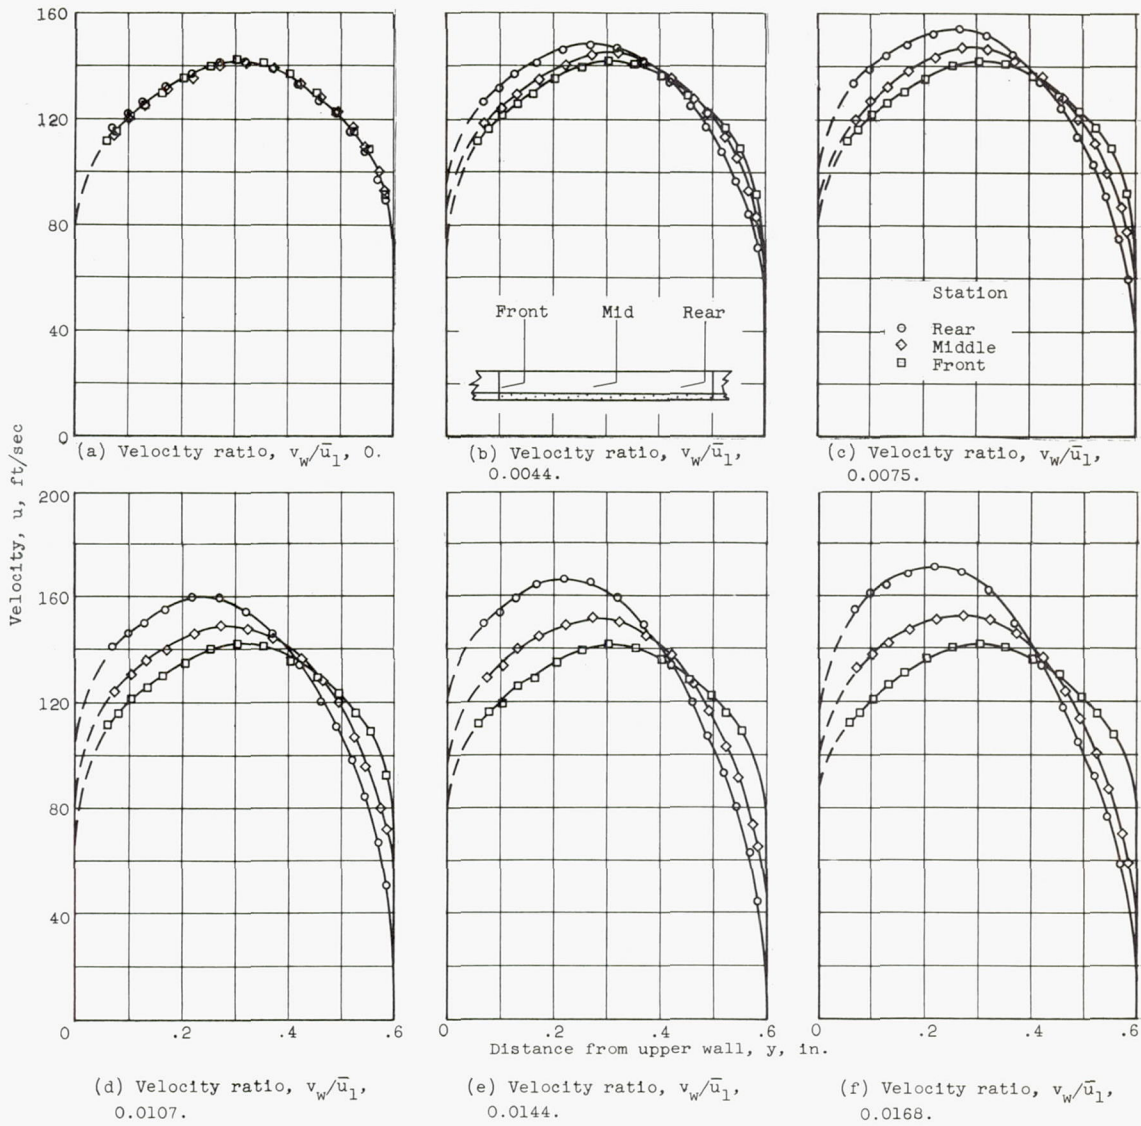 160
120
80
40
0
Front Mid Rear
Station
Rear
Middle
Front
(a) Velocity ratio, v_w/ū_1, 0.
(b) Velocity ratio, v_w/ū_1,
0.0044.
(c) Velocity ratio, v_w/ū_1,
0.0075.
Velocity, u, ft/sec
200
160
120
80
40
0 .2 .4 .6
0 .2 .4 .6
0 .2 .4 .6
Distance from upper wall, y, in.
(d) Velocity ratio, v_w/ū_1,
0.0107.
(e) Velocity ratio, v_w/ū_1,
0.0144.
(f) Velocity ratio, v_w/ū_1,
0.0168.